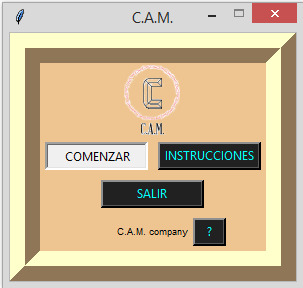 C.A.M.
C
C.A.M.
COMENZAR
INSTRUCCIONES
SALIR
C.A.M. company
?